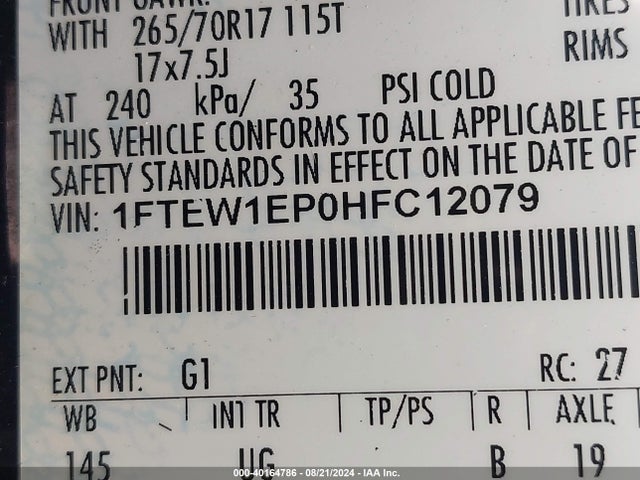 FRONT GAWR:
WITH 265/70R17 115T TIRES
17x7.5J RIMS
AT 240 kPa/ 35 PSI COLD
THIS VEHICLE CONFORMS TO ALL APPLICABLE FE
SAFETY STANDARDS IN EFFECT ON THE DATE OF
VIN: 1FTEW1EP0HFC12079
EXT PNT: G1 RC: 27
WB INT TR TP/PS R AXLE
145 UG B 19
000-40164786 - 08/21/2024 - IAA Inc.